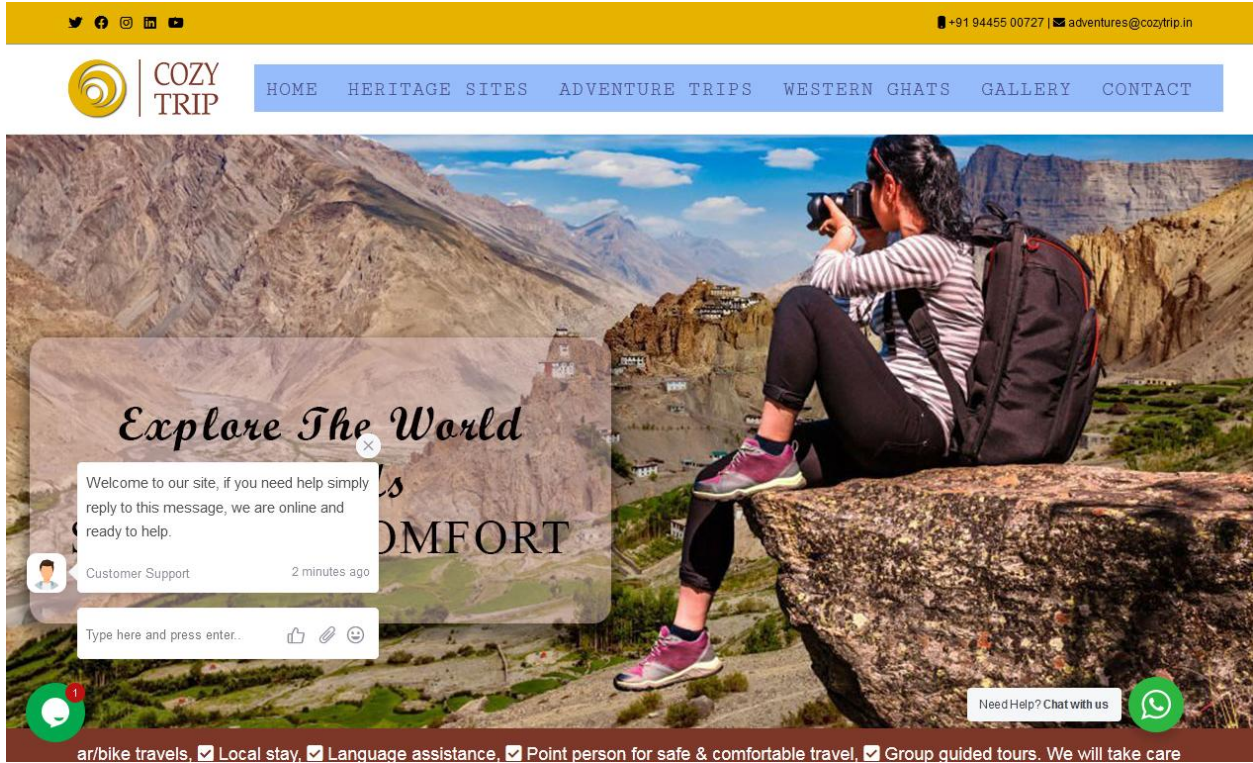 +91 94455 00727 | adventures@cozytrip.in
COZY
TRIP
HOME HERITAGE SITES ADVENTURE TRIPS WESTERN GHATS GALLERY CONTACT
Explore The World
Welcome to our site, if you need help simply
reply to this message, we are online and
ready to help.
Customer Support 2 minutes ago
Type here and press enter..
1
Need Help? Chat with us
ar/bike travels, Local stay, Language assistance, Point person for safe & comfortable travel, Group guided tours. We will take care